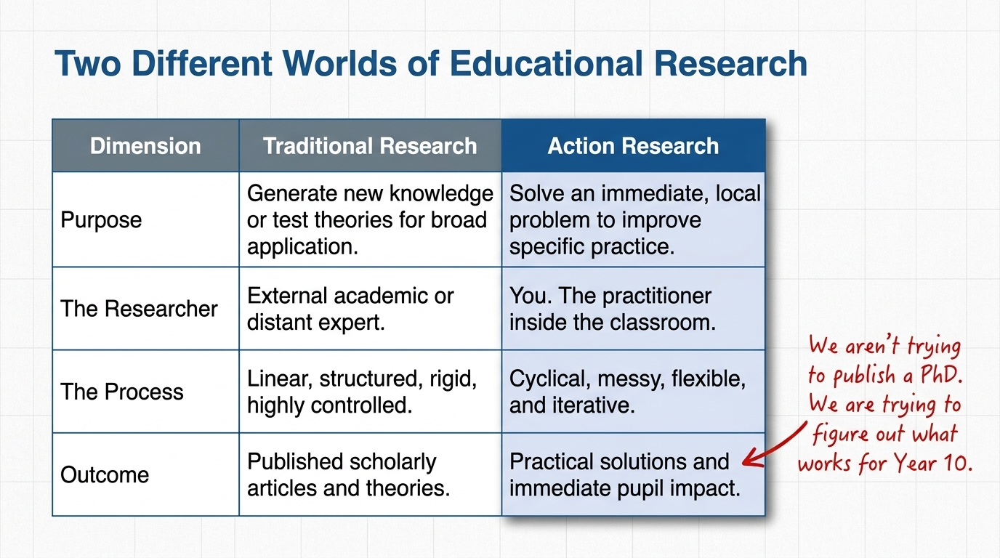 Two Different Worlds of Educational Research
Dimension
Traditional Research
Action Research
Purpose
Generate new knowledge
or test theories for broad
application.
Solve an immediate, local
problem to improve
specific practice.
The Researcher
External academic or
distant expert.
You. The practitioner
inside the classroom.
The Process
Linear, structured, rigid,
highly controlled.
Cyclical, messy, flexible,
and iterative.
Outcome
Published scholarly
articles and theories.
Practical solutions and
immediate pupil impact.
We aren't trying
to publish a PhD.
We are trying to
figure out what
works for Year 10.